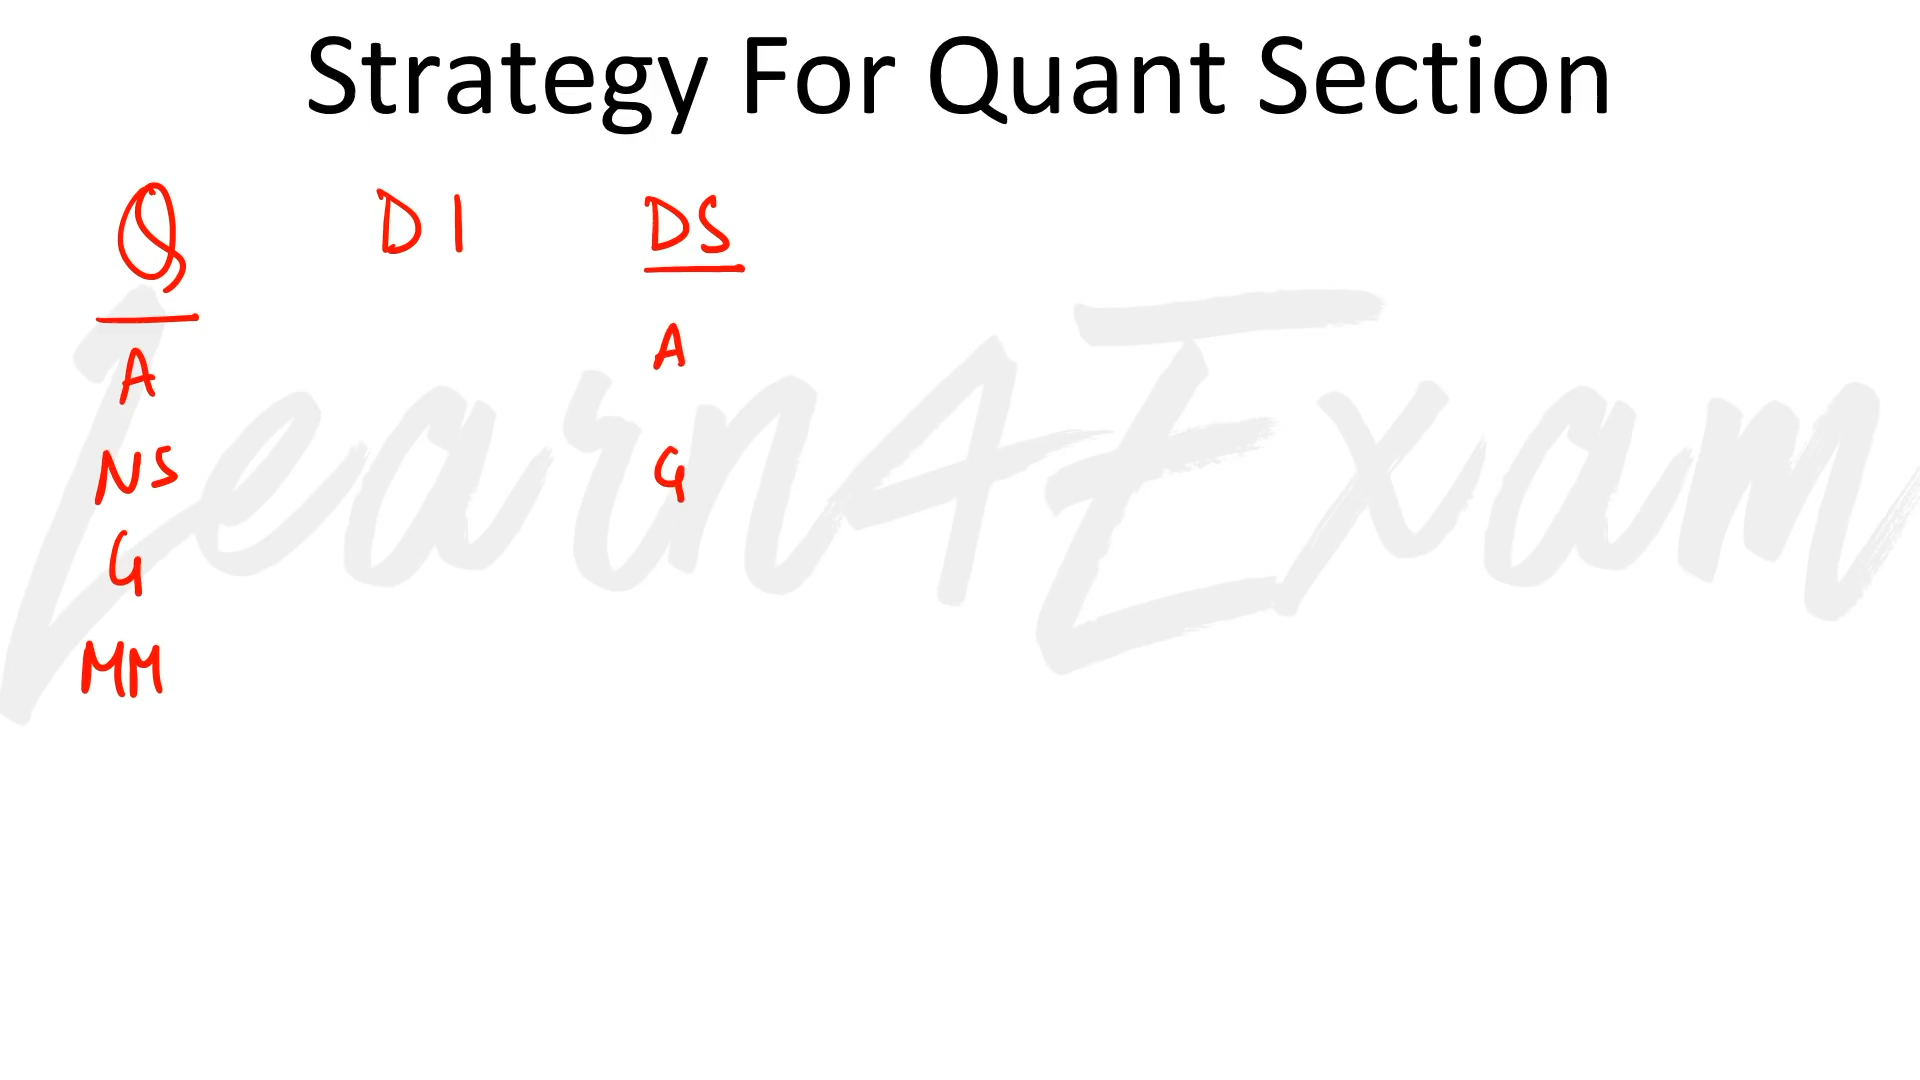 Strategy For Quant Section
Q DI DS
A A
NS G
G
MM
Learn4Exam